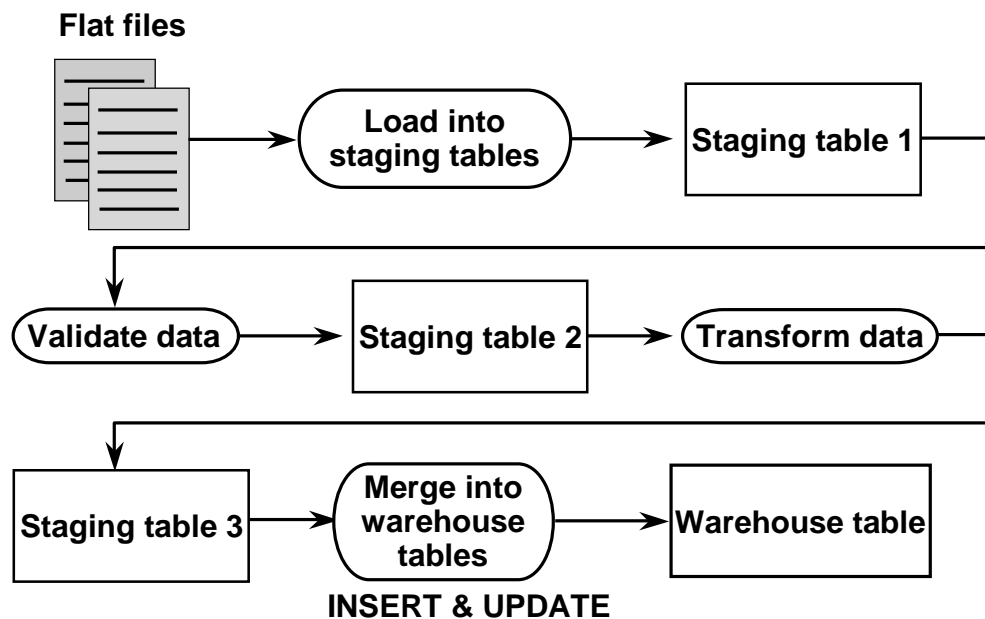 Flat files
Load into
staging tables
Staging table 1
Validate data
Staging table 2
Transform data
Staging table 3
Merge into
warehouse
tables
Warehouse table
INSERT & UPDATE